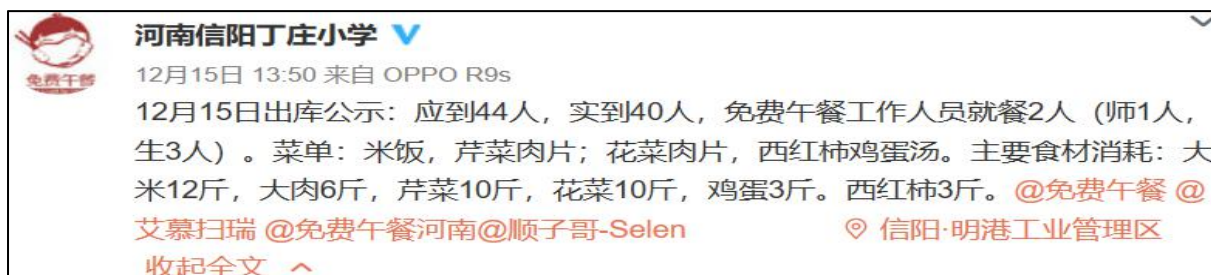 河南信阳丁庄小学
免费午餐
12月15日 13:50 来自 OPPO R9s
12月15日出库公示：应到44人，实到40人，免费午餐工作人员就餐2人（师1人，
生3人）。菜单：米饭，芹菜肉片；花菜肉片，西红柿鸡蛋汤。主要食材消耗：大
米12斤，大肉6斤，芹菜10斤，花菜10斤，鸡蛋3斤。西红柿3斤。@免费午餐 @
艾慕扫瑞 @免费午餐河南@顺子哥-Selen 信阳·明港工业管理区
收起全文